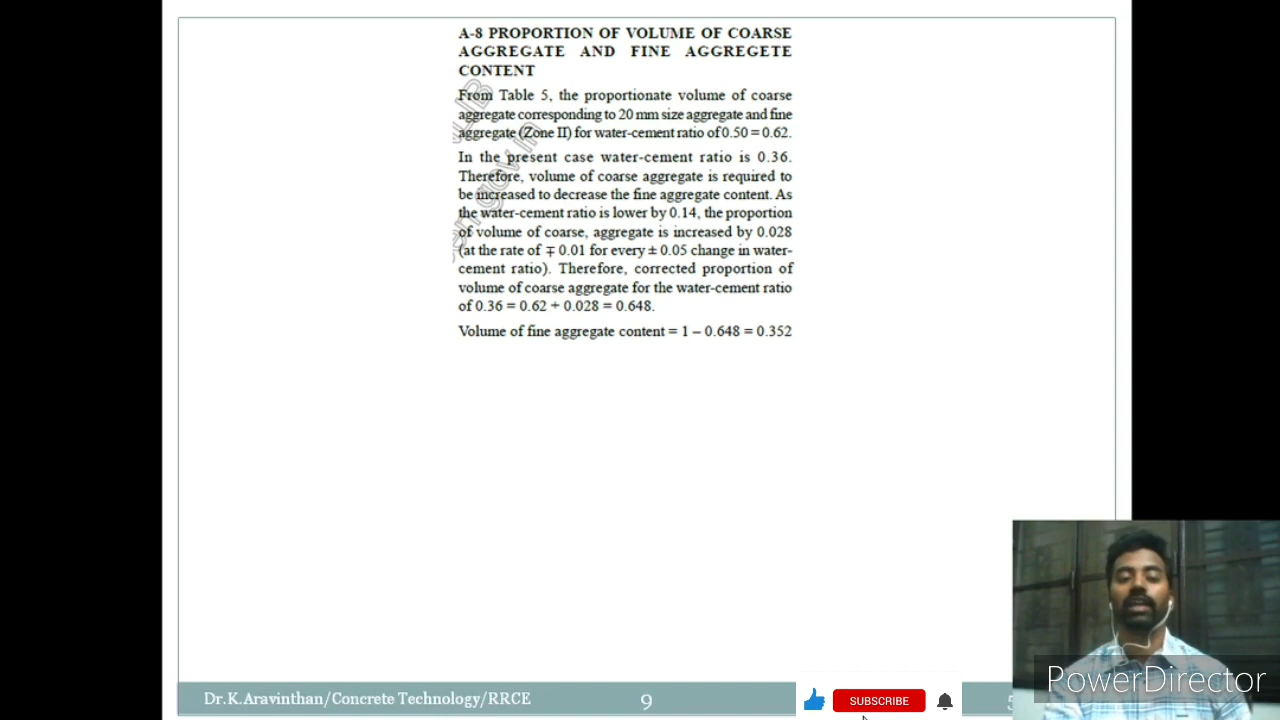 A-8 PROPORTION OF VOLUME OF COARSE
AGGREGATE AND FINE AGGREGETE
CONTENT
From Table 5, the proportionate volume of coarse
aggregate corresponding to 20 mm size aggregate and fine
aggregate (Zone II) for water-cement ratio of 0.50 = 0.62.
In the present case water-cement ratio is 0.36.
Therefore, volume of coarse aggregate is required to
be increased to decrease the fine aggregate content. As
the water-cement ratio is lower by 0.14, the proportion
of volume of coarse, aggregate is increased by 0.028
(at the rate of ∓ 0.01 for every ± 0.05 change in water-
cement ratio). Therefore, corrected proportion of
volume of coarse aggregate for the water-cement ratio
of 0.36 = 0.62 + 0.028 = 0.648.
Volume of fine aggregate content = 1 – 0.648 = 0.352
Dr.K.Aravinthan/Concrete Technology/RRCE
9
SUBSCRIBE
PowerDirector